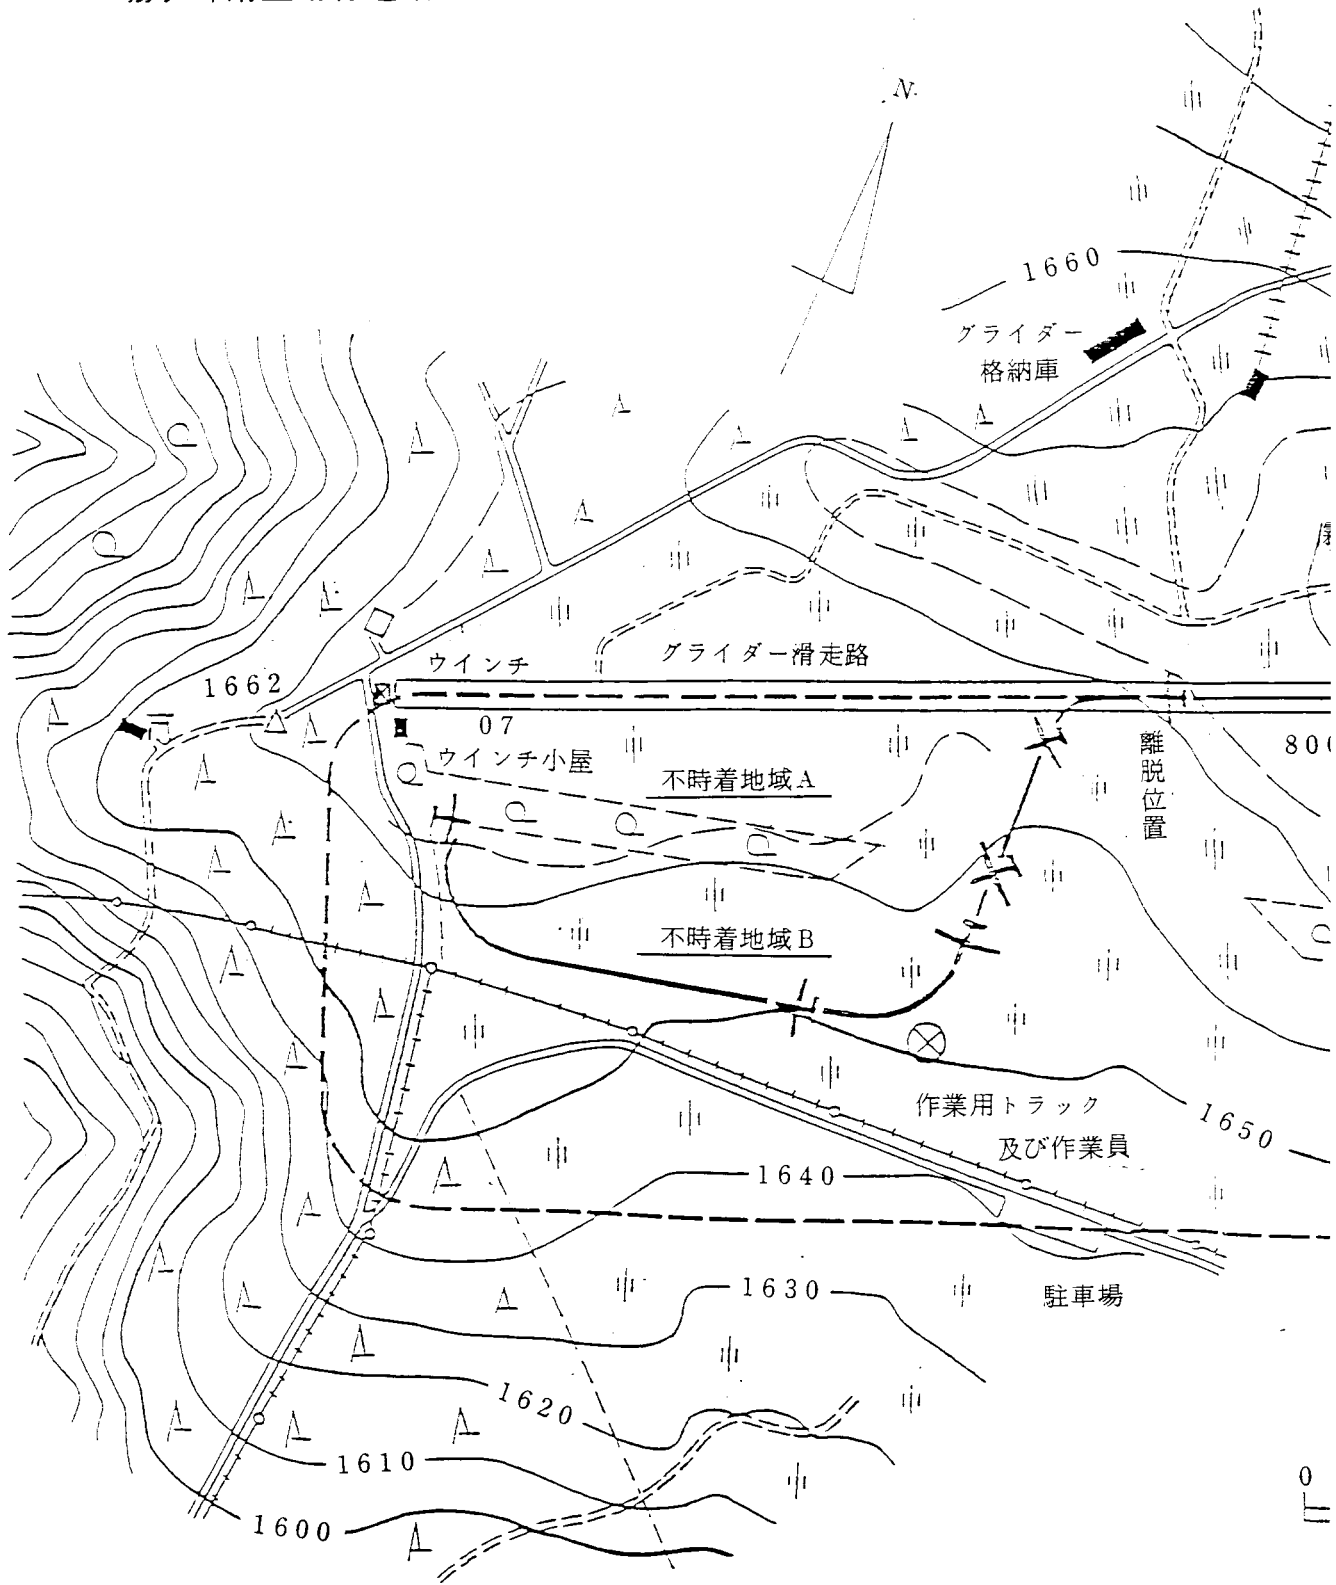 N
1660
グライダー
格納庫
ウインチ
グライダー滑走路
1662
07
ウインチ小屋
不時着地域A
離脱位置
800
不時着地域B
作業用トラック
及び作業員
1650
1640
1630
駐車場
1620
1610
1600
0